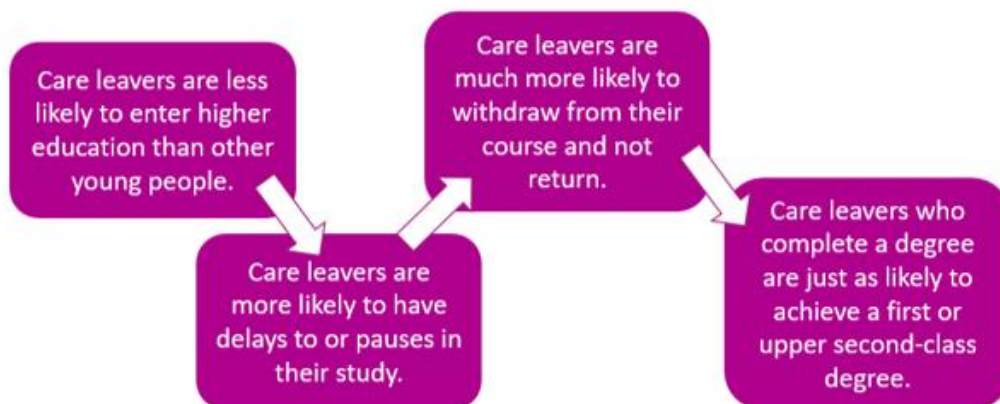 Care leavers are less
likely to enter higher
education than other
young people.
Care leavers are
more likely to have
delays to or pauses in
their study.
Care leavers are
much more likely to
withdraw from their
course and not
return.
Care leavers who
complete a degree
are just as likely to
achieve a first or
upper second-class
degree.